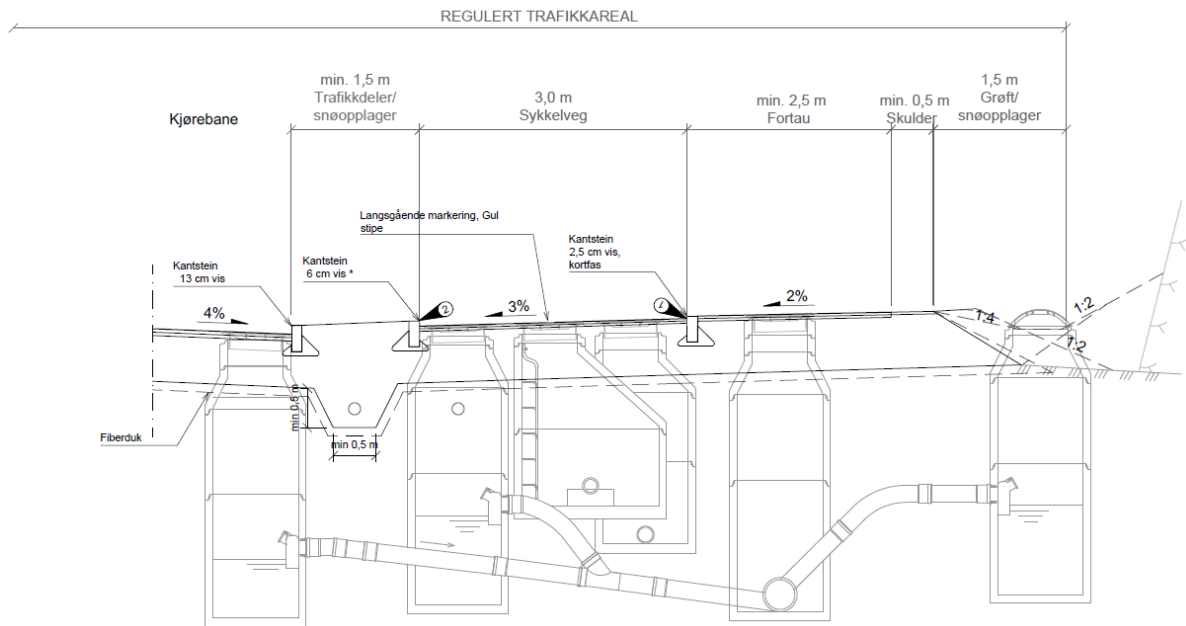 REGULERT TRAFIKKAREAL
min. 1,5 m
Trafikkdeler/
snøopplager
3,0 m
Sykkelveg
min. 2,5 m
Fortau
min. 0,5 m
Skulder
1,5 m
Grøft/
snøopplager
Kjørebane
Langsgående markering, Gul
stipe
Kantstein
13 cm vis
Kantstein
6 cm vis *
Kantstein
2,5 cm vis,
kortfas
4%
2
3%
1
2%
1:4
1:2
1:2
Fiberduk
min 0,5 m
min 0,5 m